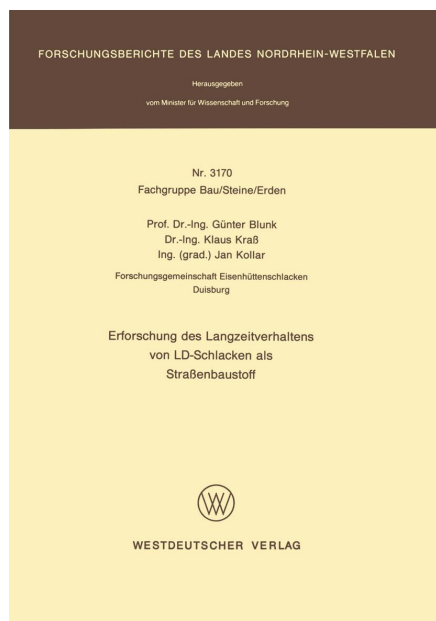 FORSCHUNGSBERICHTE DES LANDES NORDRHEIN-WESTFALEN
Herausgegeben
vom Minister für Wissenschaft und Forschung
Nr. 3170
Fachgruppe Bau/Steine/Erden
Prof. Dr.-Ing. Günter Blunk
Dr.-Ing. Klaus Kraß
Ing. (grad.) Jan Kollar
Forschungsgemeinschaft Eisenhüttenschlacken
Duisburg
Erforschung des Langzeitverhaltens
von LD-Schlacken als
Straßenbaustoff
WESTDEUTSCHER VERLAG